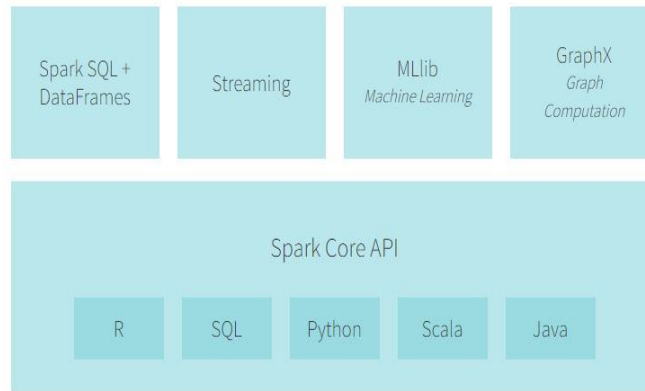 Spark SQL +
DataFrames
Streaming
MLlib
Machine Learning
GraphX
Graph
Computation
Spark Core API
R
SQL
Python
Scala
Java